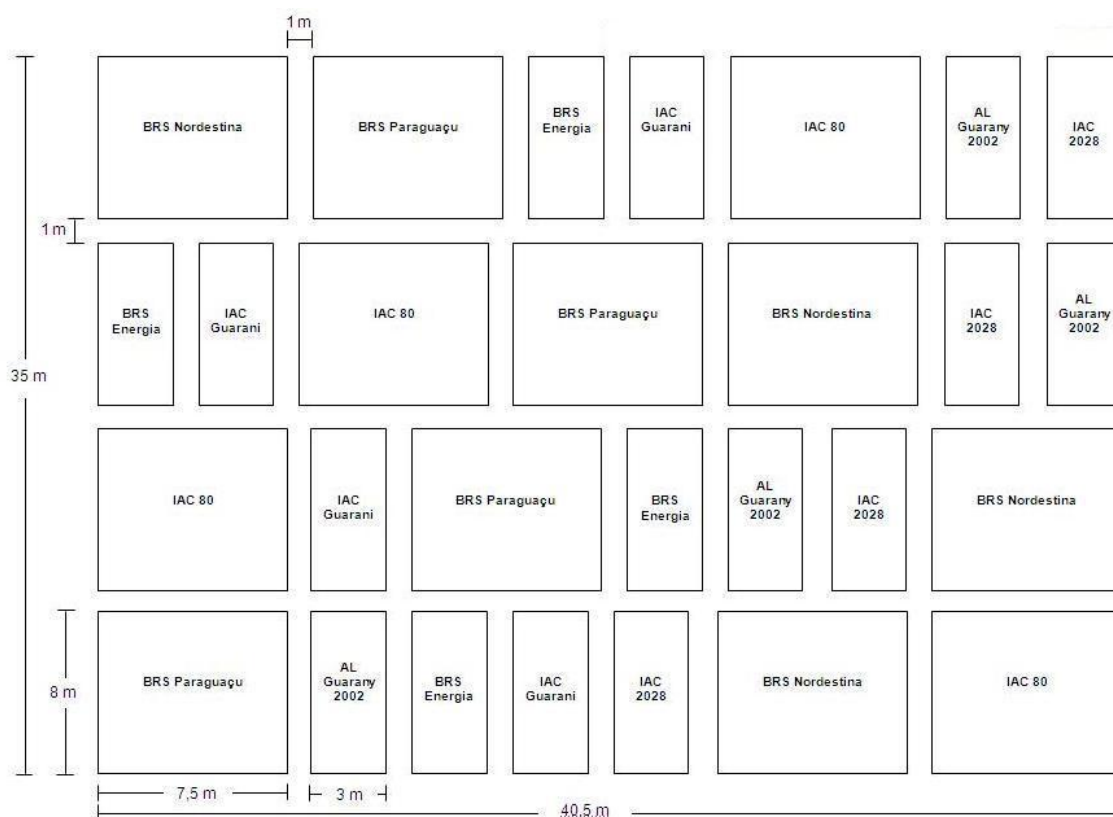 1 m
BRS Nordestina
BRS Paraguaçu
BRS
Energia
IAC
Guarani
IAC 80
AL
Guarany
2002
IAC
2028
1 m
BRS
Energia
IAC
Guarani
IAC 80
BRS Paraguaçu
BRS Nordestina
IAC
2028
AL
Guarany
2002
35 m
IAC 80
IAC
Guarani
BRS Paraguaçu
BRS
Energia
AL
Guarany
2002
IAC
2028
BRS Nordestina
8 m
BRS Paraguaçu
AL
Guarany
2002
BRS
Energia
IAC
Guarani
IAC
2028
BRS Nordestina
IAC 80
7,5 m
3 m
40,5 m